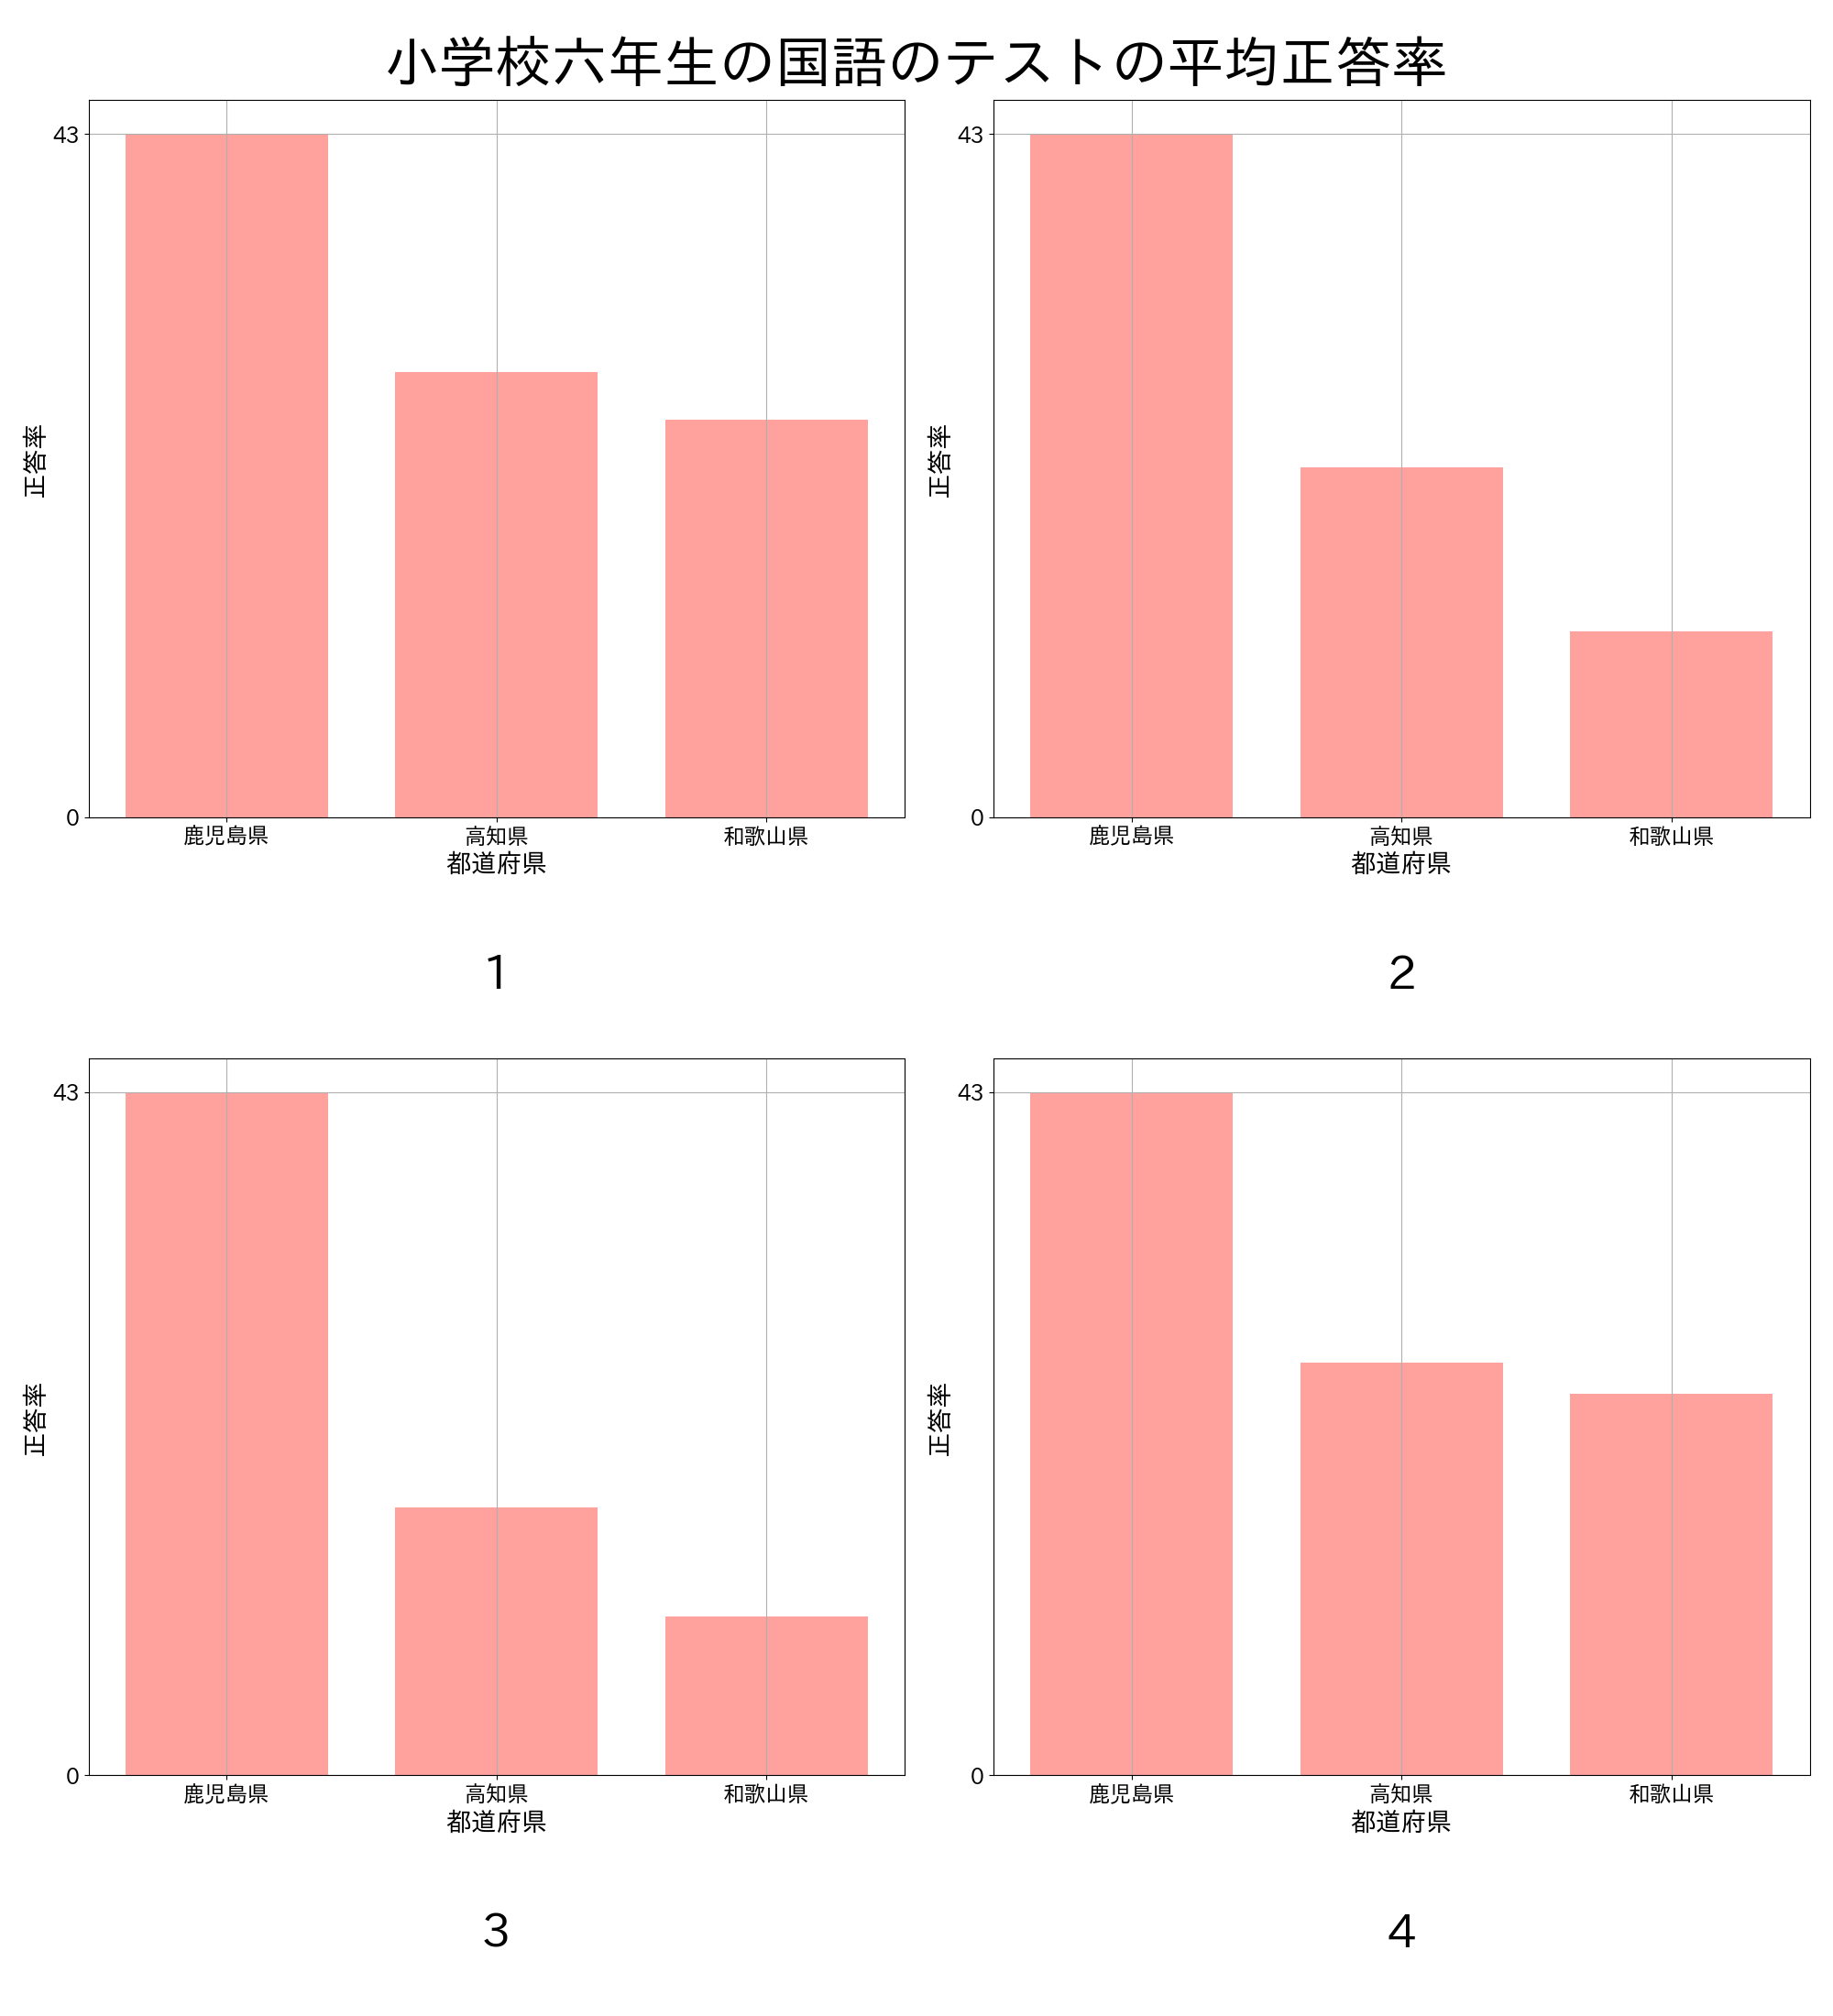 小学校六年生の国語のテストの平均正答率
43
正答率
0
鹿児島県 高知県 和歌山県
都道府県
1
43
正答率
0
鹿児島県 高知県 和歌山県
都道府県
2
43
正答率
0
鹿児島県 高知県 和歌山県
都道府県
3
43
正答率
0
鹿児島県 高知県 和歌山県
都道府県
4